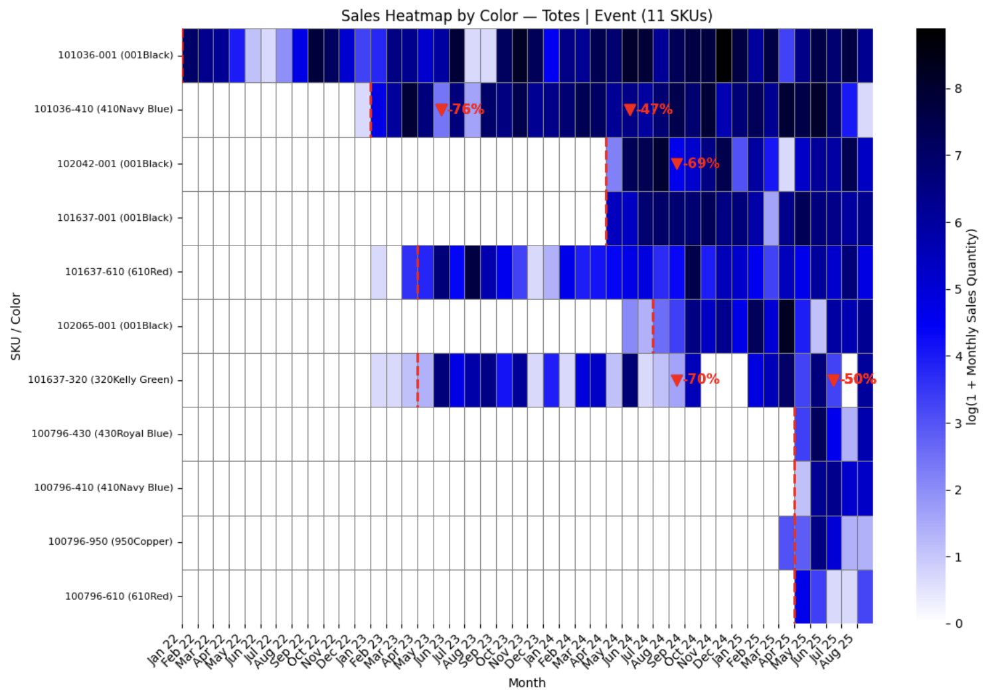 Sales Heatmap by Color — Totes | Event (11 SKUs)
101036-001 (001Black)
101036-410 (410Navy Blue)
▼-76%
▼-47%
102042-001 (001Black)
▼-69%
101637-001 (001Black)
101637-610 (610Red)
102065-001 (001Black)
101637-320 (320Kelly Green)
▼-70%
▼-50%
100796-430 (430Royal Blue)
100796-410 (410Navy Blue)
100796-950 (950Copper)
100796-610 (610Red)
SKU / Color
Jan 22
Feb 22
Mar 22
Apr 22
May 22
Jun 22
Jul 22
Aug 22
Sep 22
Oct 22
Nov 22
Dec 22
Jan 23
Feb 23
Mar 23
Apr 23
May 23
Jun 23
Jul 23
Aug 23
Sep 23
Oct 23
Nov 23
Dec 23
Jan 24
Feb 24
Mar 24
Apr 24
May 24
Jun 24
Jul 24
Aug 24
Sep 24
Oct 24
Nov 24
Dec 24
Jan 25
Feb 25
Mar 25
Apr 25
May 25
Jun 25
Jul 25
Aug 25
Month
8
7
6
5
4
3
2
1
0
log(1 + Monthly Sales Quantity)